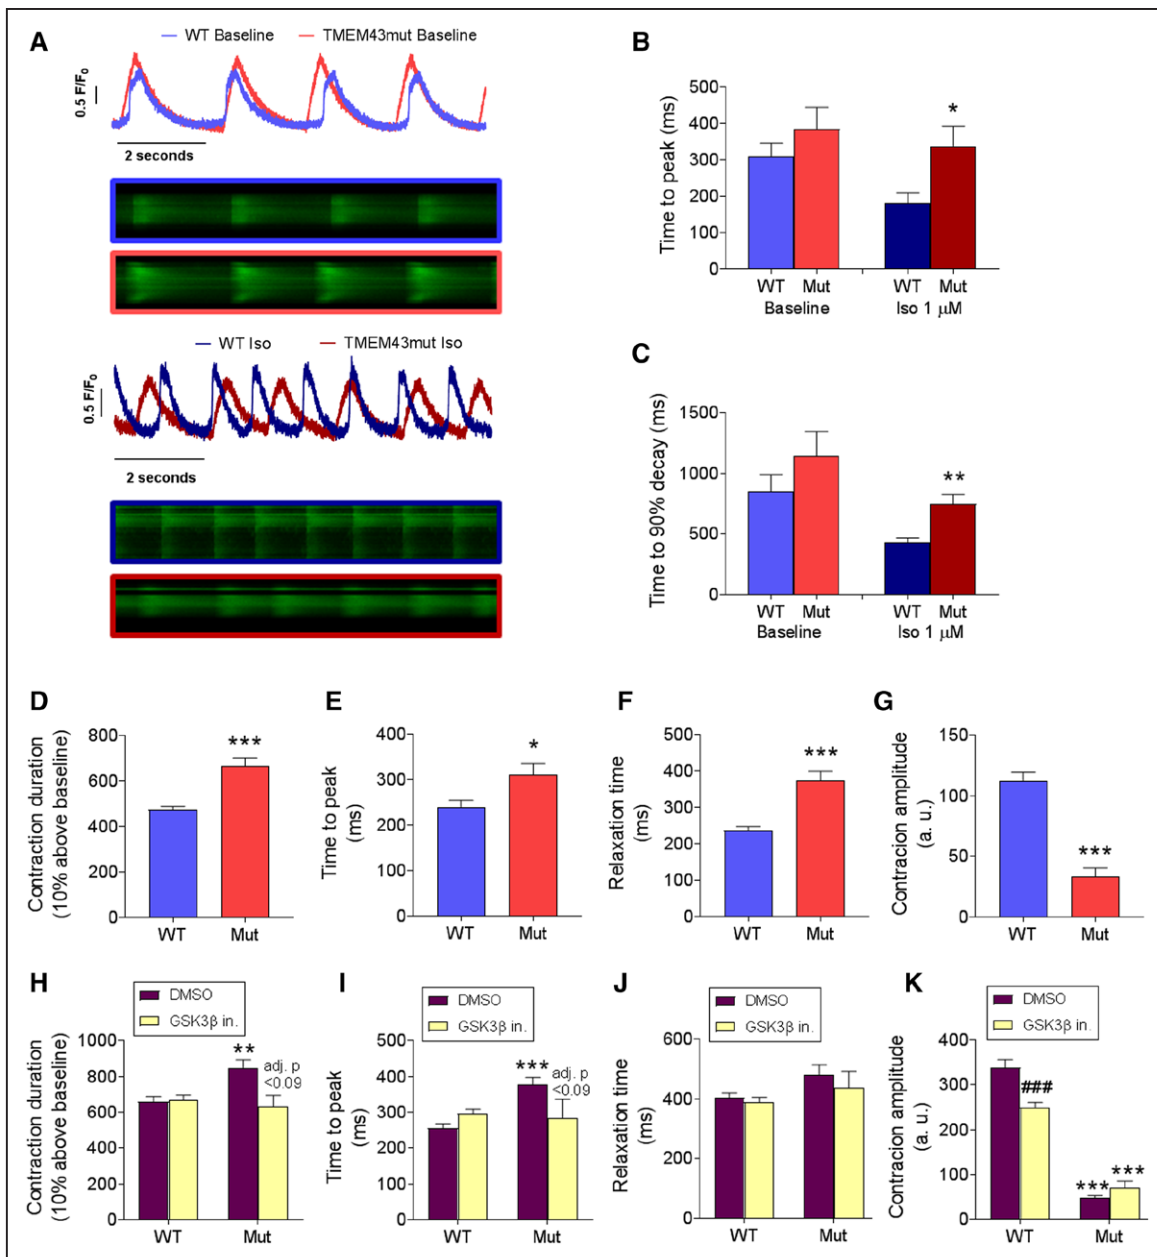 A
WT Baseline
TMEM43mut Baseline
0.5 F/F0
2 seconds
WT Iso
TMEM43mut Iso
0.5 F/F0
2 seconds
B
Time to peak (ms)
500
400
300
200
100
0
*
WT Mut WT Mut
Baseline Iso 1 μM
C
Time to 90% decay (ms)
1500
1000
500
0
**
WT Mut WT Mut
Baseline Iso 1 μM
D
Contraction duration
(10% above baseline)
800
600
400
200
0
***
WT Mut
E
Time to peak
(ms)
400
300
200
100
0
*
WT Mut
F
Relaxation time
(ms)
500
400
300
200
100
0
***
WT Mut
G
Contracion amplitude
(a. u.)
150
100
50
0
***
WT Mut
H
DMSO
GSK3β in.
Contraction duration
(10% above baseline)
1000
800
600
400
200
0
**
adj. p
<0.09
WT Mut
I
DMSO
GSK3β in.
Time to peak
(ms)
500
400
300
200
100
0
***
adj. p
<0.09
WT Mut
J
DMSO
GSK3β in.
Relaxation time
(ms)
600
400
200
0
WT Mut
K
DMSO
GSK3β in.
Contracion amplitude
(a. u.)
400
300
200
100
0
###
*** ***
WT Mut